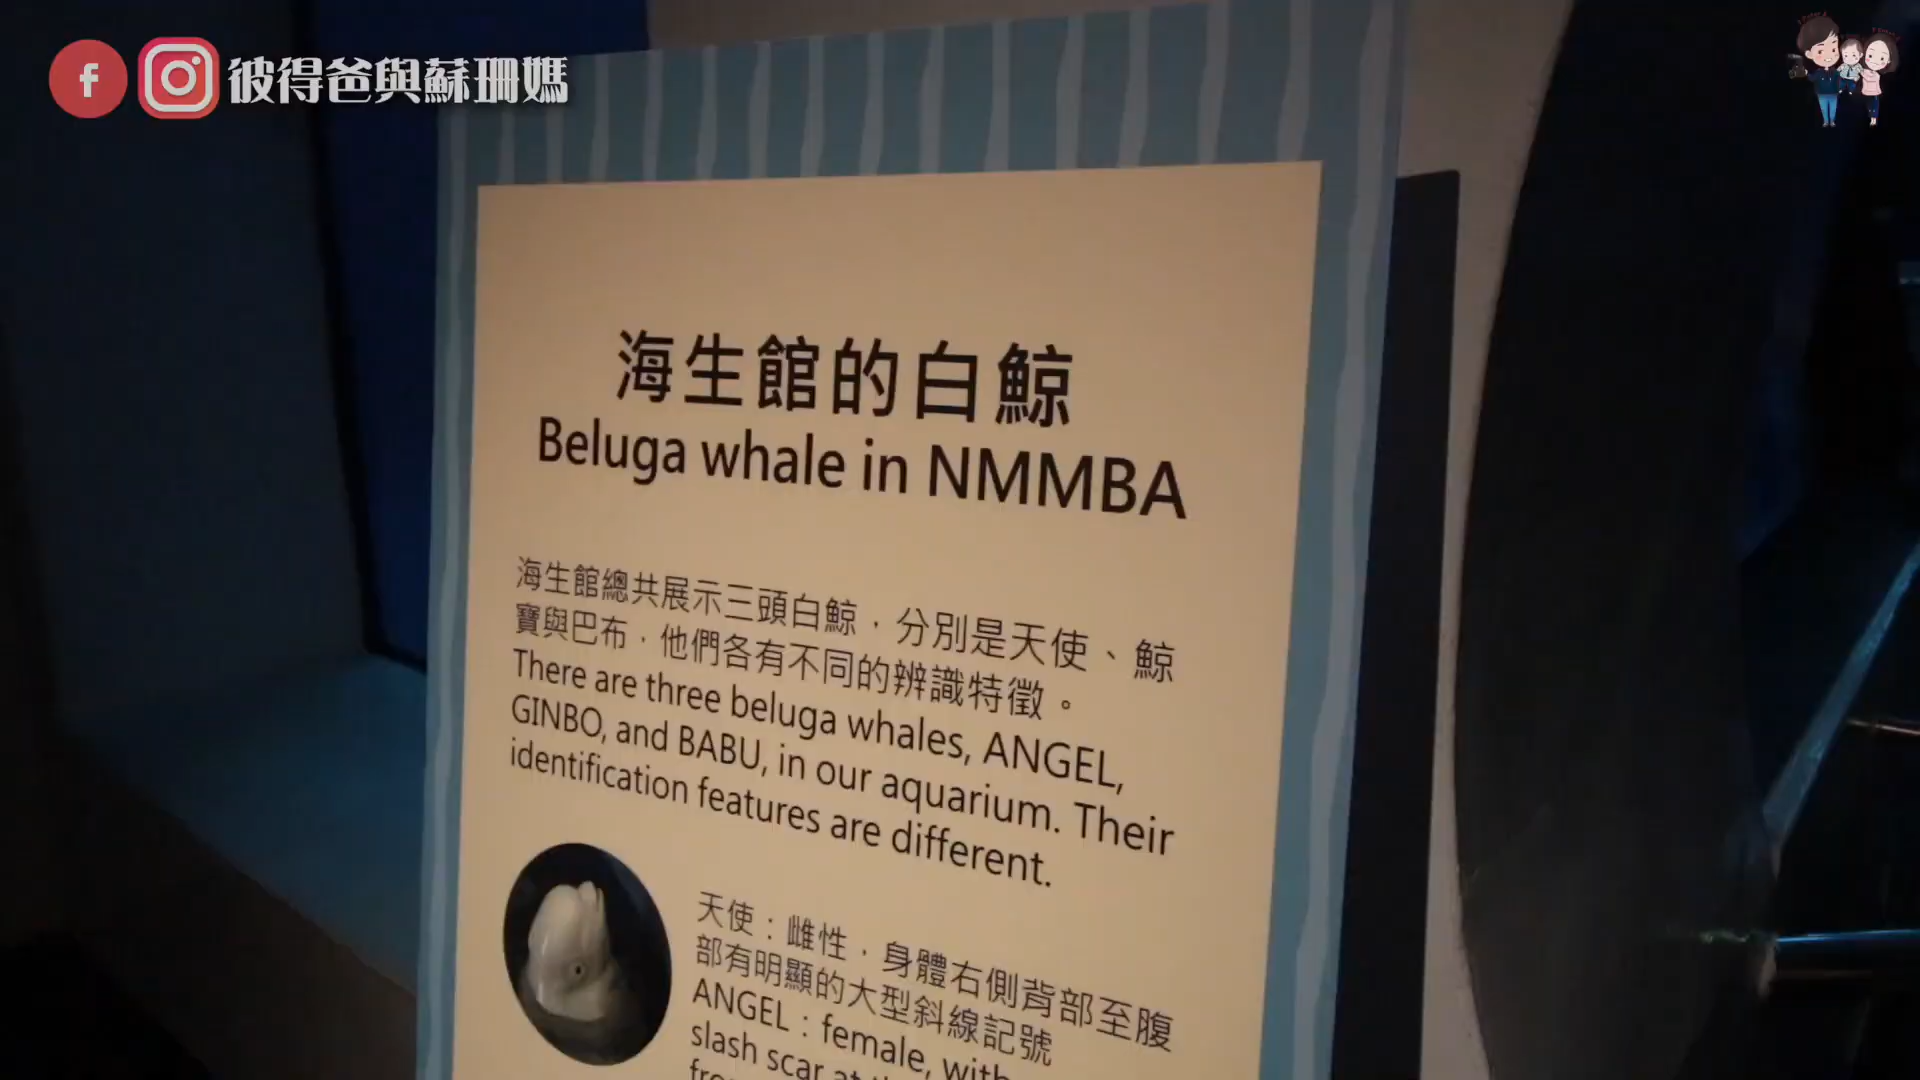 彼得爸與蘇珊媽
海生館的白鯨
Beluga whale in NMMBA
海生館總共展示三頭白鯨，分別是天使、鯨
寶與巴布，他們各有不同的辨識特徵。
There are three beluga whales, ANGEL,
GINBO, and BABU, in our aquarium. Their
identification features are different.
天使：雌性，身體右側背部至腹
部有明顯的大型斜線記號
ANGEL : female, with
slash scar at